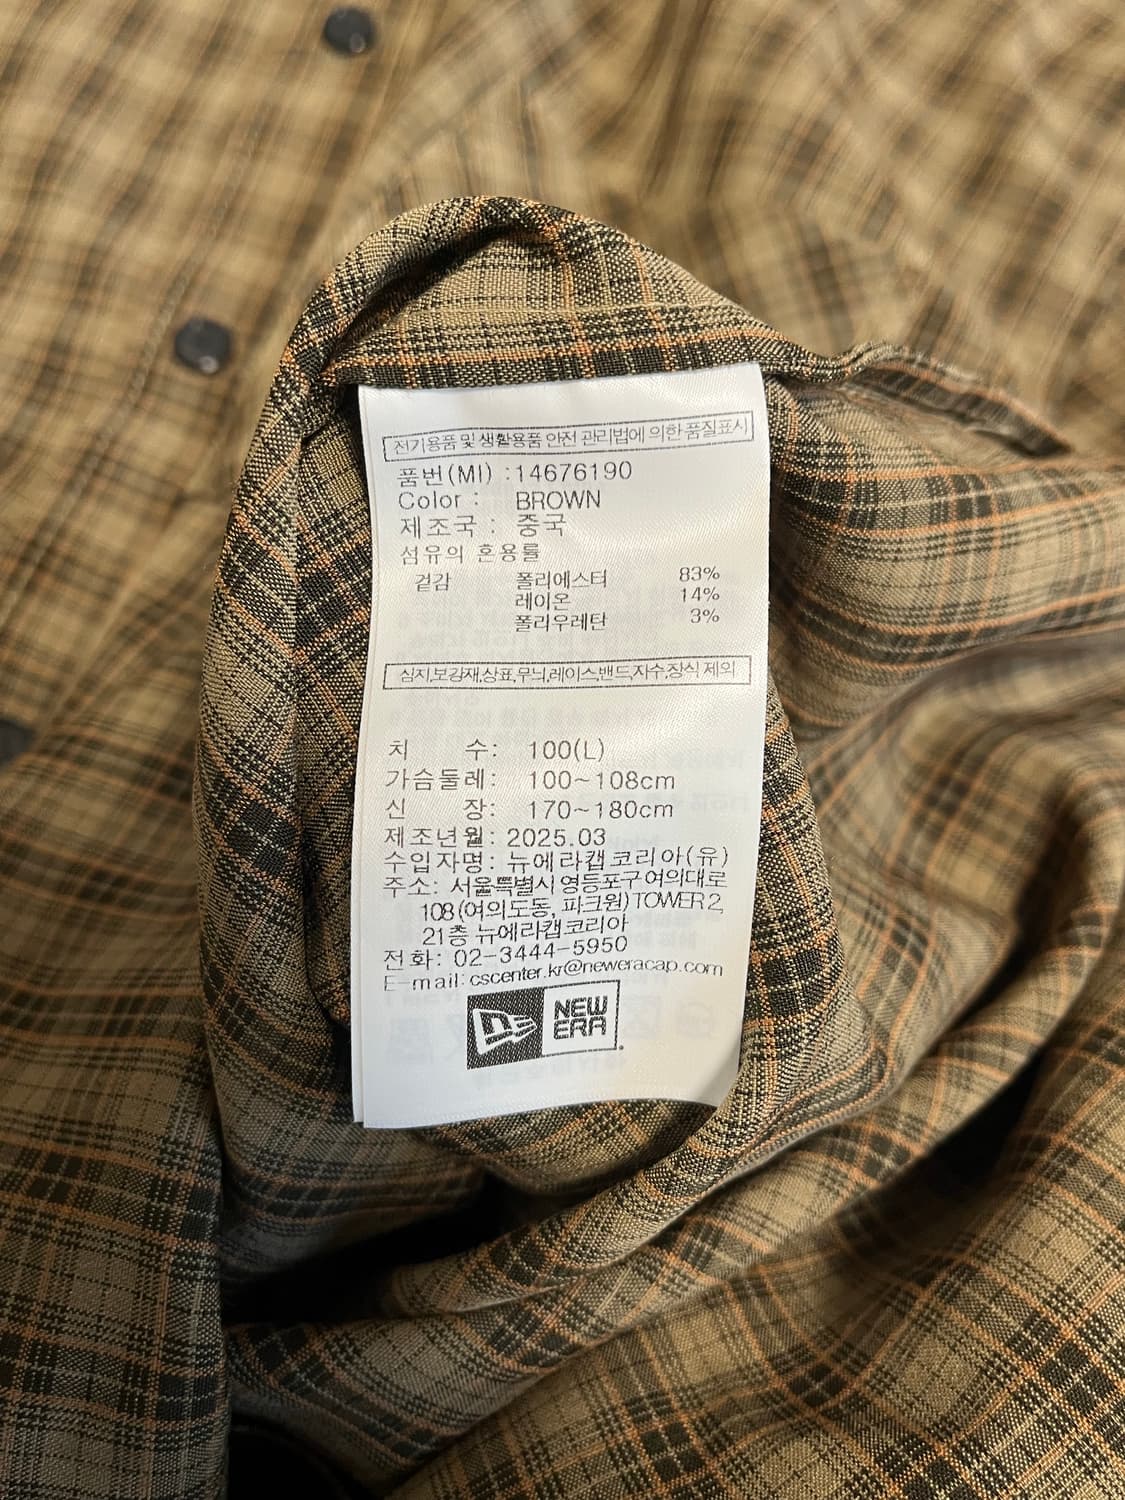 전기용품 및 생활용품 안전 관리법에 의한 품질표시
품번(MI) :14676190
Color : BROWN
제조국 : 중국
섬유의 혼용률
겉감 폴리에스터 83%
레이온 14%
폴리우레탄 3%
심지,보강재,상표,무늬,레이스,밴드,자수,장식 제외
치 수: 100(L)
가슴둘레: 100~108cm
신 장: 170~180cm
제조년월: 2025.03
수입자명: 뉴에라캡코리아(유)
주소: 서울특별시 영등포구 여의대로
108 (여의도동, 파크원) TOWER 2,
21층 뉴에라캡코리아
전화: 02-3444-5950
E-mail: cscenter.kr@neweracap.com
NEW
ERA